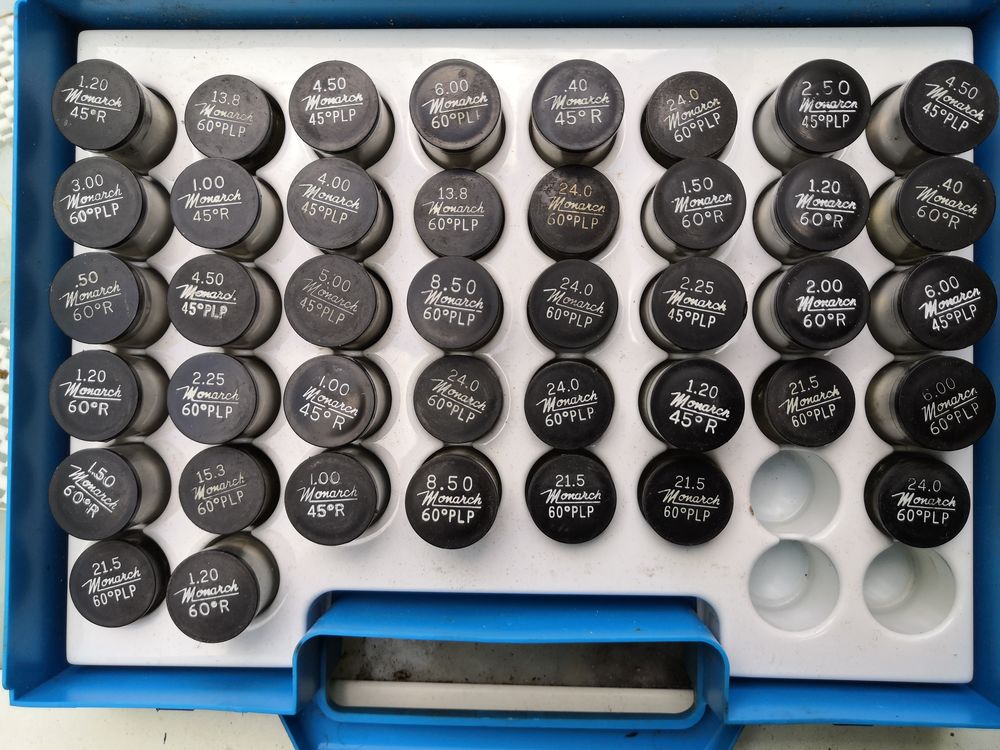 1.20
Monarch
45°R
13.8
Monarch
60°PLP
4.50
Monarch
45°PLP
6.00
Monarch
60°PLP
.40
Monarch
45°R
24.0
Monarch
60°PLP
2.50
Monarch
45°PLP
4.50
Monarch
45°PLP
3.00
Monarch
60°PLP
1.00
Monarch
45°R
4.00
Monarch
45°PLP
13.8
Monarch
60°PLP
24.0
Monarch
60°PLP
1.50
Monarch
60°R
1.20
Monarch
60°R
.40
Monarch
60°R
.50
Monarch
60°R
4.50
Monarch
45°PLP
5.00
Monarch
45°PLP
8.50
Monarch
60°PLP
24.0
Monarch
60°PLP
2.25
Monarch
45°PLP
2.00
Monarch
60°R
6.00
Monarch
45°PLP
1.20
Monarch
60°R
2.25
Monarch
60°PLP
1.00
Monarch
45°R
24.0
Monarch
60°PLP
24.0
Monarch
60°PLP
1.20
Monarch
45°R
21.5
Monarch
60°PLP
6.00
Monarch
60°PLP
1.50
Monarch
60°R
15.3
Monarch
60°PLP
1.00
Monarch
45°R
8.50
Monarch
60°PLP
21.5
Monarch
60°PLP
21.5
Monarch
60°PLP
24.0
Monarch
60°PLP
21.5
Monarch
60°PLP
1.20
Monarch
60°R